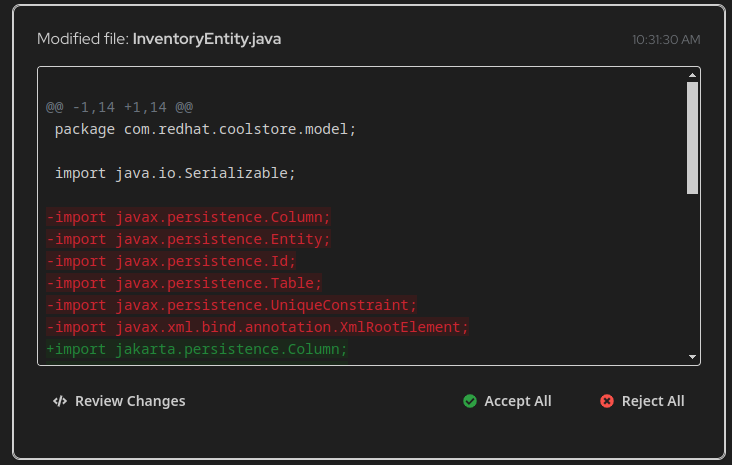 Modified file: InventoryEntity.java
10:31:30 AM
@@ -1,14 +1,14 @@
 package com.redhat.coolstore.model;
 import java.io.Serializable;
-import javax.persistence.Column;
-import javax.persistence.Entity;
-import javax.persistence.Id;
-import javax.persistence.Table;
-import javax.persistence.UniqueConstraint;
-import javax.xml.bind.annotation.XmlRootElement;
+import jakarta.persistence.Column;
</> Review Changes
Accept All
Reject All